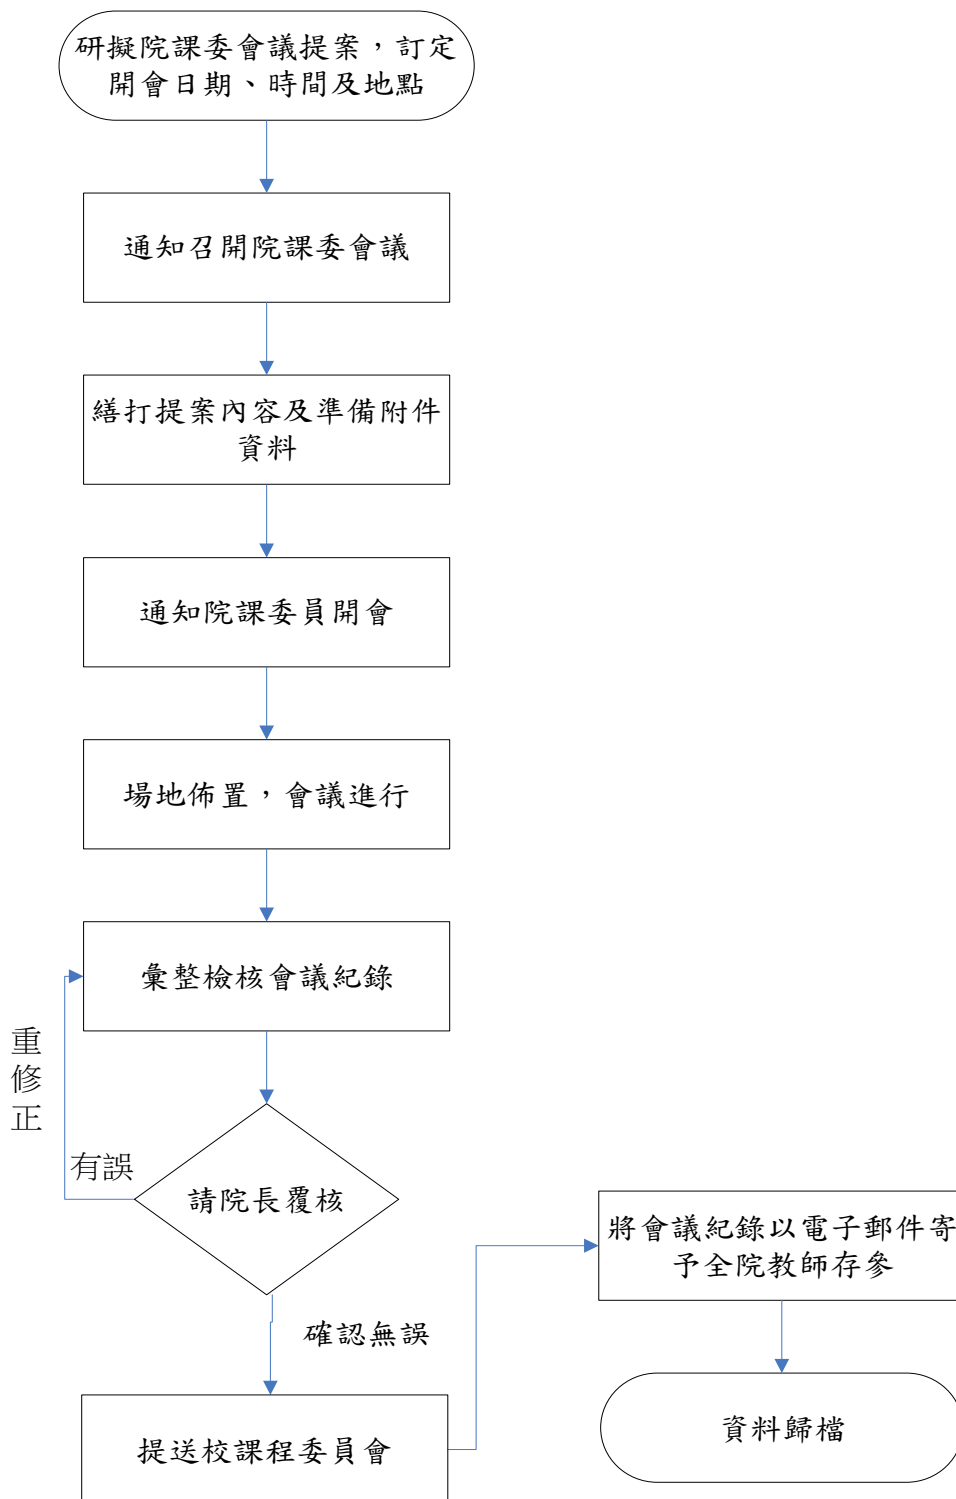 研擬院課委會議提案，訂定
開會日期、時間及地點
通知召開院課委會議
繕打提案內容及準備附件
資料
通知院課委員開會
場地佈置，會議進行
彙整檢核會議紀錄
重修正
有誤
請院長覆核
確認無誤
提送校課程委員會
將會議紀錄以電子郵件寄
予全院教師存參
資料歸檔